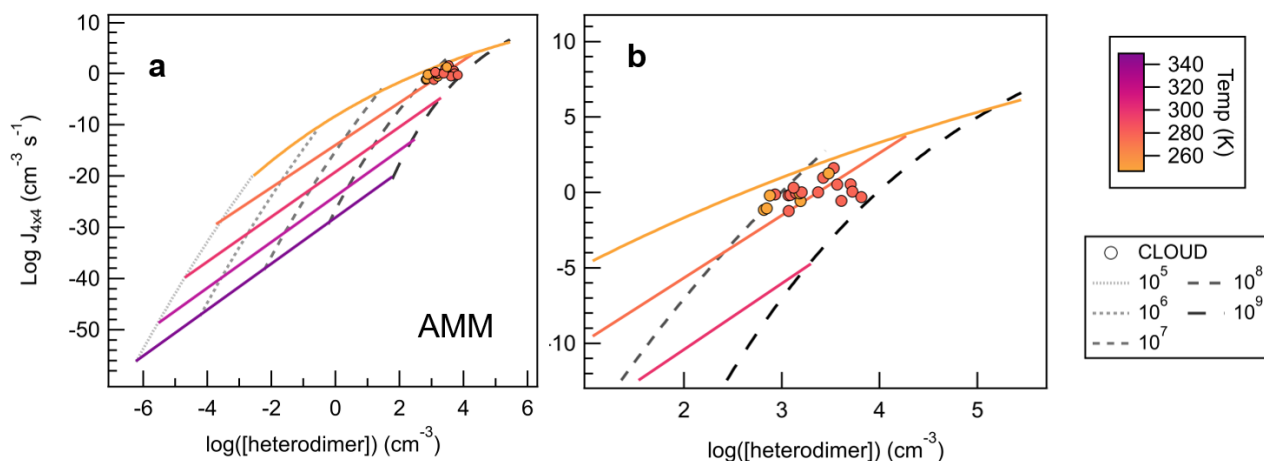 a
10
0
-10
-20
-30
-40
-50
Log J4x4 (cm-3 s-1)
AMM
-6 -4 -2 0 2 4 6
log([heterodimer]) (cm-3)
b
10
5
0
-5
-10
2 3 4 5
log([heterodimer]) (cm-3)
340
320
300
280
260
Temp (K)
CLOUD
10^5 10^8
10^6 10^9
10^7